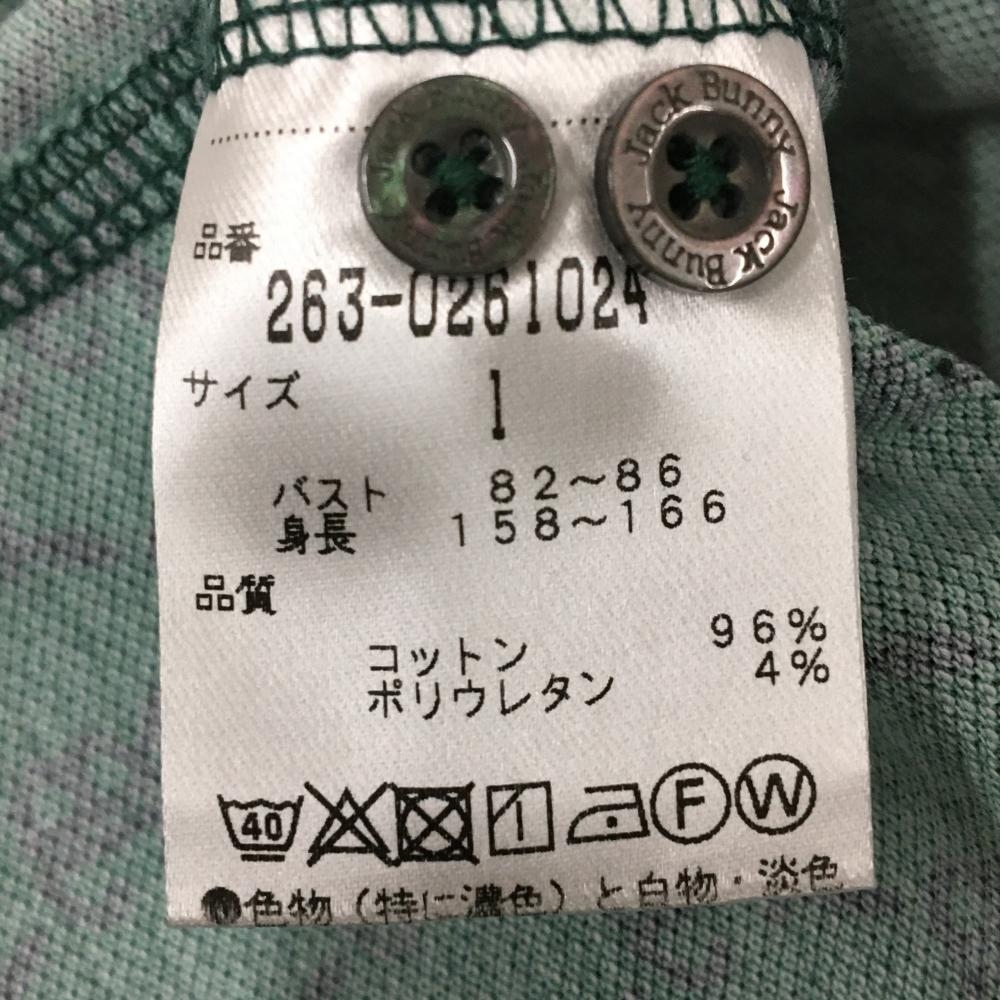 Jack Bunny Jack Bunny
品番
263-0261024
サイズ 1
バスト 82～86
身長 158～166
品質
コットン 96%
ポリウレタン 4%
40 F W
●色物（特に濃色）と白物・淡色